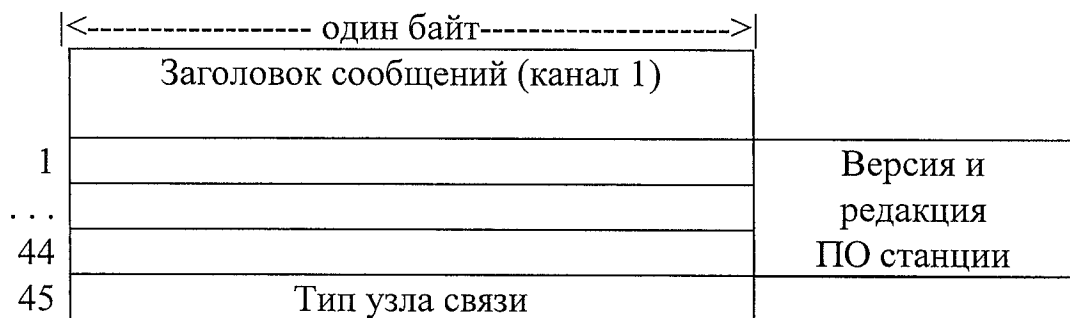 |<----------------- один байт------------------->|
Заголовок сообщений (канал 1)
1 Версия и
. . . редакция
44 ПО станции
45 Тип узла связи